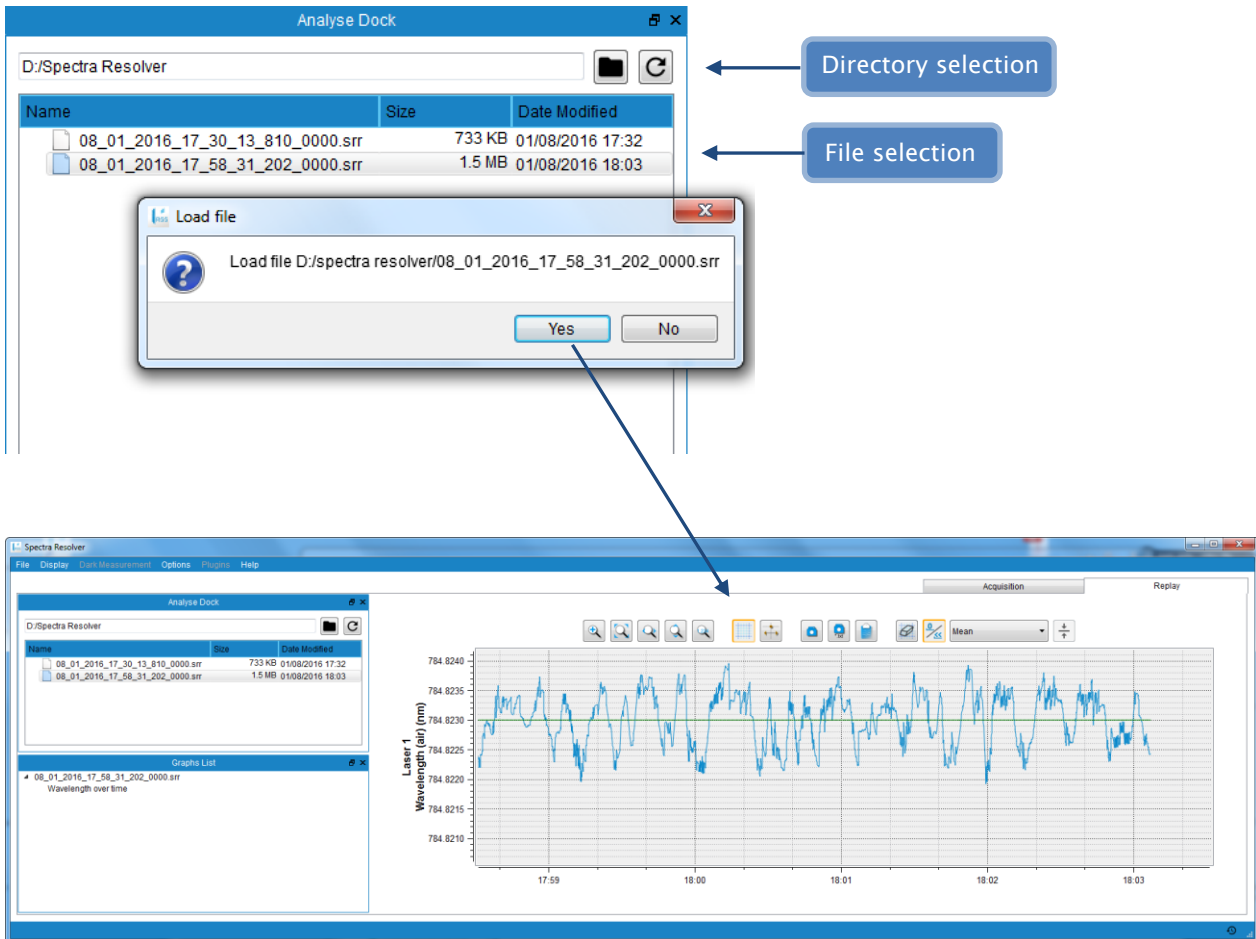 Analyse Dock
D:/Spectra Resolver
Directory selection
Name Size Date Modified
08_01_2016_17_30_13_810_0000.srr 733 KB 01/08/2016 17:32
08_01_2016_17_58_31_202_0000.srr 1.5 MB 01/08/2016 18:03
File selection
Load file
Load file D:/spectra resolver/08_01_2016_17_58_31_202_0000.srr
Yes No
Spectra Resolver
File Display Dark Measurement Options Plugins Help
Acquisition Replay
Analyse Dock
D:/Spectra Resolver
Name Size Date Modified
08_01_2016_17_30_13_810_0000.srr 733 KB 01/08/2016 17:32
08_01_2016_17_58_31_202_0000.srr 1.5 MB 01/08/2016 18:03
Graphs List
08_01_2016_17_58_31_202_0000.srr
Wavelength over time
Mean
Laser 1
Wavelength (air) (nm)
784.8240
784.8235
784.8230
784.8225
784.8220
784.8215
784.8210
17:59 18:00 18:01 18:02 18:03